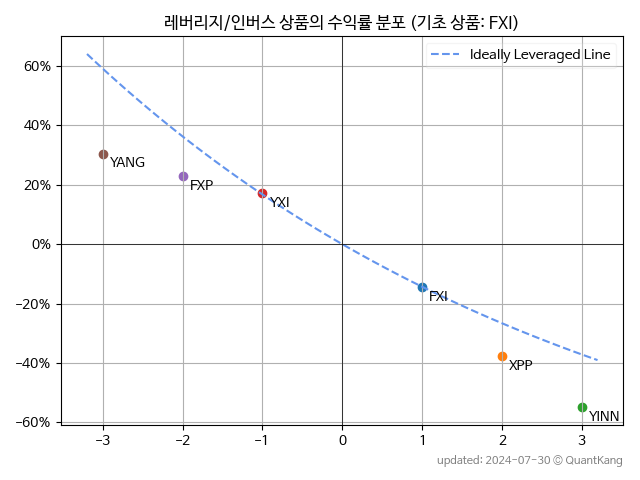 레버리지/인버스 상품의 수익률 분포 (기초 상품: FXI)
Ideally Leveraged Line
60%
40%
20%
0%
−20%
−40%
−60%
YANG
FXP
YXI
FXI
XPP
YINN
−3 −2 −1 0 1 2 3
updated: 2024-07-30 © QuantKang